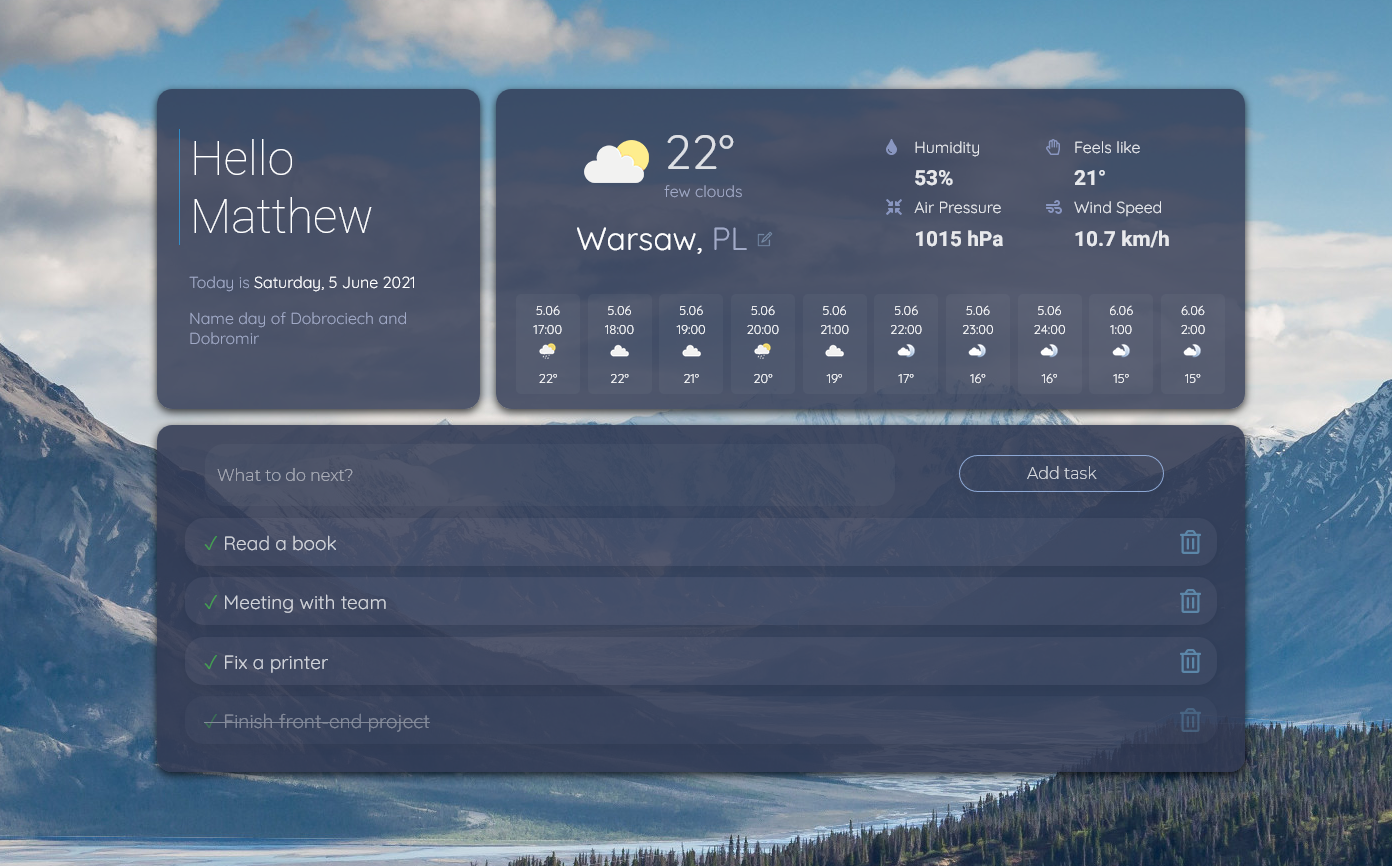 Hello
Matthew
Today is Saturday, 5 June 2021
Name day of Dobrociech and
Dobromir
22°
few clouds
Warsaw, PL
Humidity
53%
Feels like
21°
Air Pressure
1015 hPa
Wind Speed
10.7 km/h
5.06 5.06 5.06 5.06 5.06 5.06 5.06 5.06 6.06 6.06
17:00 18:00 19:00 20:00 21:00 22:00 23:00 24:00 1:00 2:00
22° 22° 21° 20° 19° 17° 16° 16° 15° 15°
What to do next?
Add task
✓ Read a book
✓ Meeting with team
✓ Fix a printer
✓ Finish front-end project